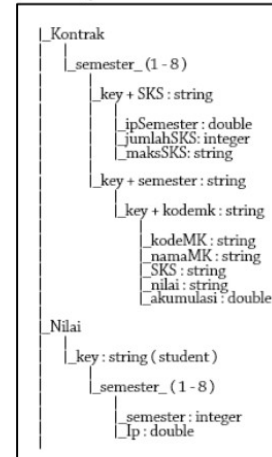 |_Kontrak
|_semester_ (1 - 8)
|_key + SKS : string
|_ipSemester : double
|_jumlahSKS: integer
|_maksSKS: string
|_key + semester : string
|_key + kodemk : string
|_kodeMK : string
|_namaMK : string
|_SKS : string
|_nilai : string
|_akumulasi : double
|_Nilai
|_key : string ( student )
|_semester_ ( 1 - 8 )
|_semester : integer
|_Ip : double